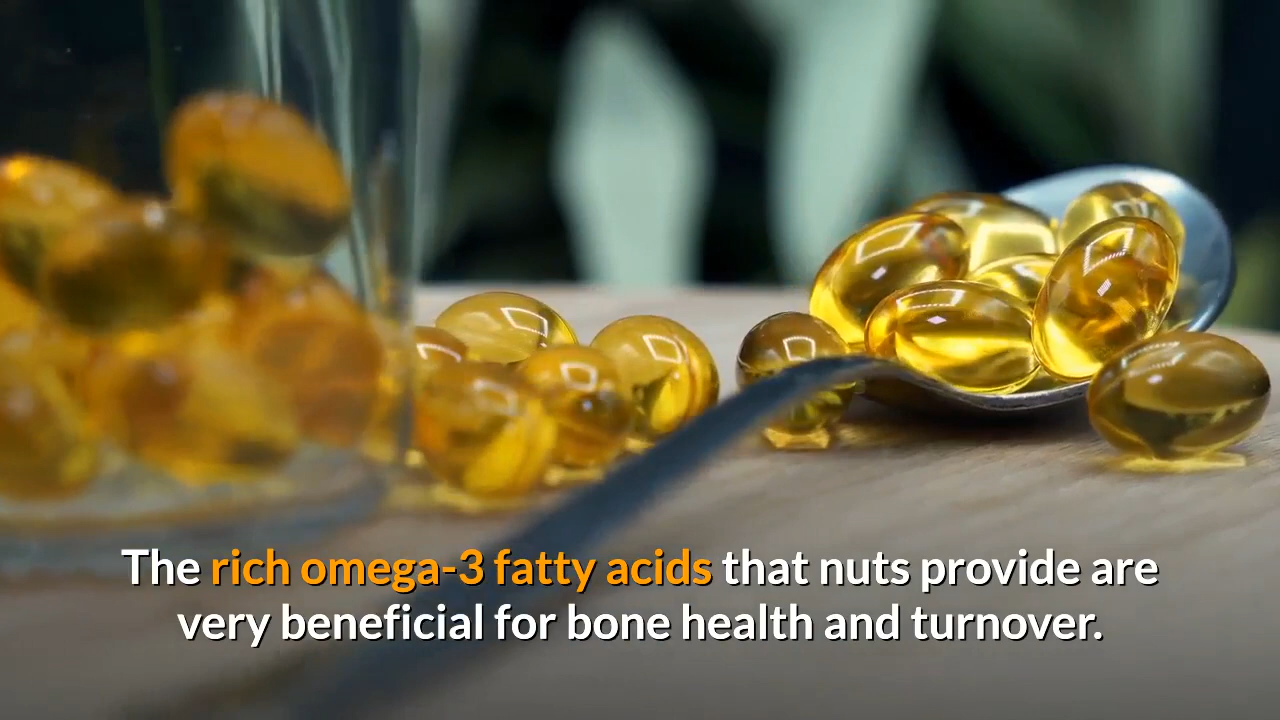 The rich omega-3 fatty acids that nuts provide are
very beneficial for bone health and turnover.